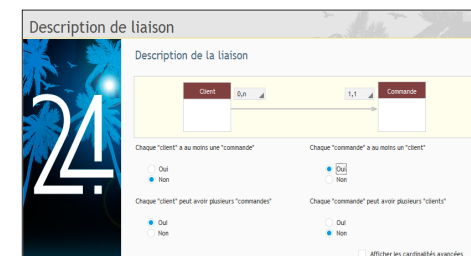 Description de liaison
24
Description de la liaison
Client 0,n 1,1 Commande
Chaque "client" a au moins une "commande" Chaque "commande" a au moins un "client"
Oui Oui
Non Non
Chaque "client" peut avoir plusieurs "commandes" Chaque "commande" peut avoir plusieurs "clients"
Oui Oui
Non Non
Afficher les cardinalités avancées